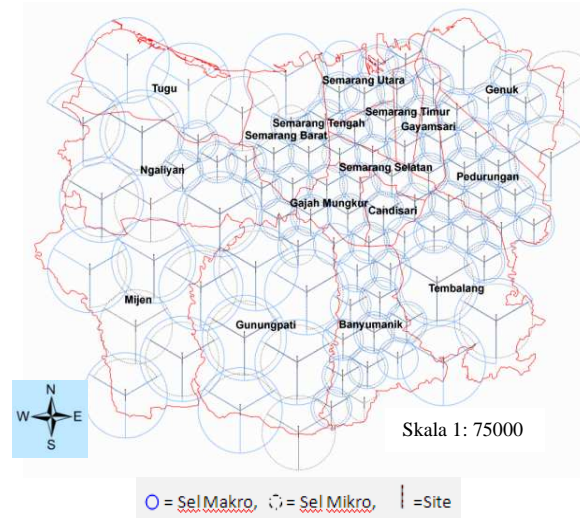 Semarang Utara
Tugu
Genuk
Semarang Timur
Semarang Tengah
Gayamsari
Semarang Barat
Ngaliyan
Semarang Selatan
Pedurungan
Gajah Mungkur
Candisari
Tembalang
Mijen
Gunungpati
Banyumanik
N
W E
S
Skala 1: 75000
= Sel Makro, = Sel Mikro, =Site